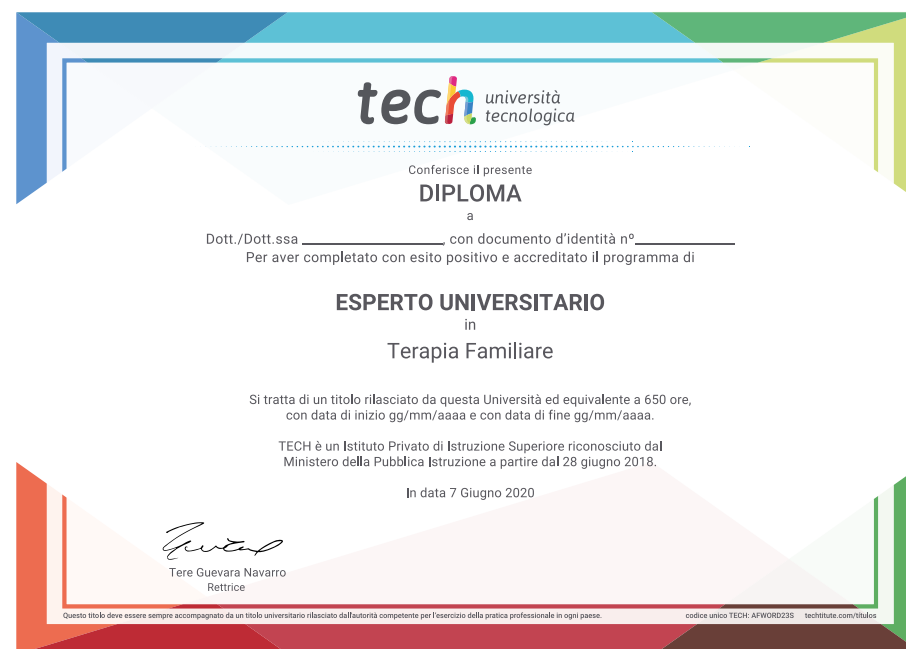 tech università
tecnologica
Conferisce il presente
DIPLOMA
a
Dott./Dott.ssa ____________________, con documento d'identità nº______________
Per aver completato con esito positivo e accreditato il programma di
ESPERTO UNIVERSITARIO
in
Terapia Familiare
Si tratta di un titolo rilasciato da questa Università ed equivalente a 650 ore,
con data di inizio gg/mm/aaaa e con data di fine gg/mm/aaaa.
TECH è un Istituto Privato di Istruzione Superiore riconosciuto dal
Ministero della Pubblica Istruzione a partire dal 28 giugno 2018.
In data 7 Giugno 2020
Tere Guevara Navarro
Rettrice
Questo titolo deve essere sempre accompagnato da un titolo universitario rilasciato dall'autorità competente per l'esercizio della pratica professionale in ogni paese. codice unico TECH: AFWORD23S techtitute.com/títulos